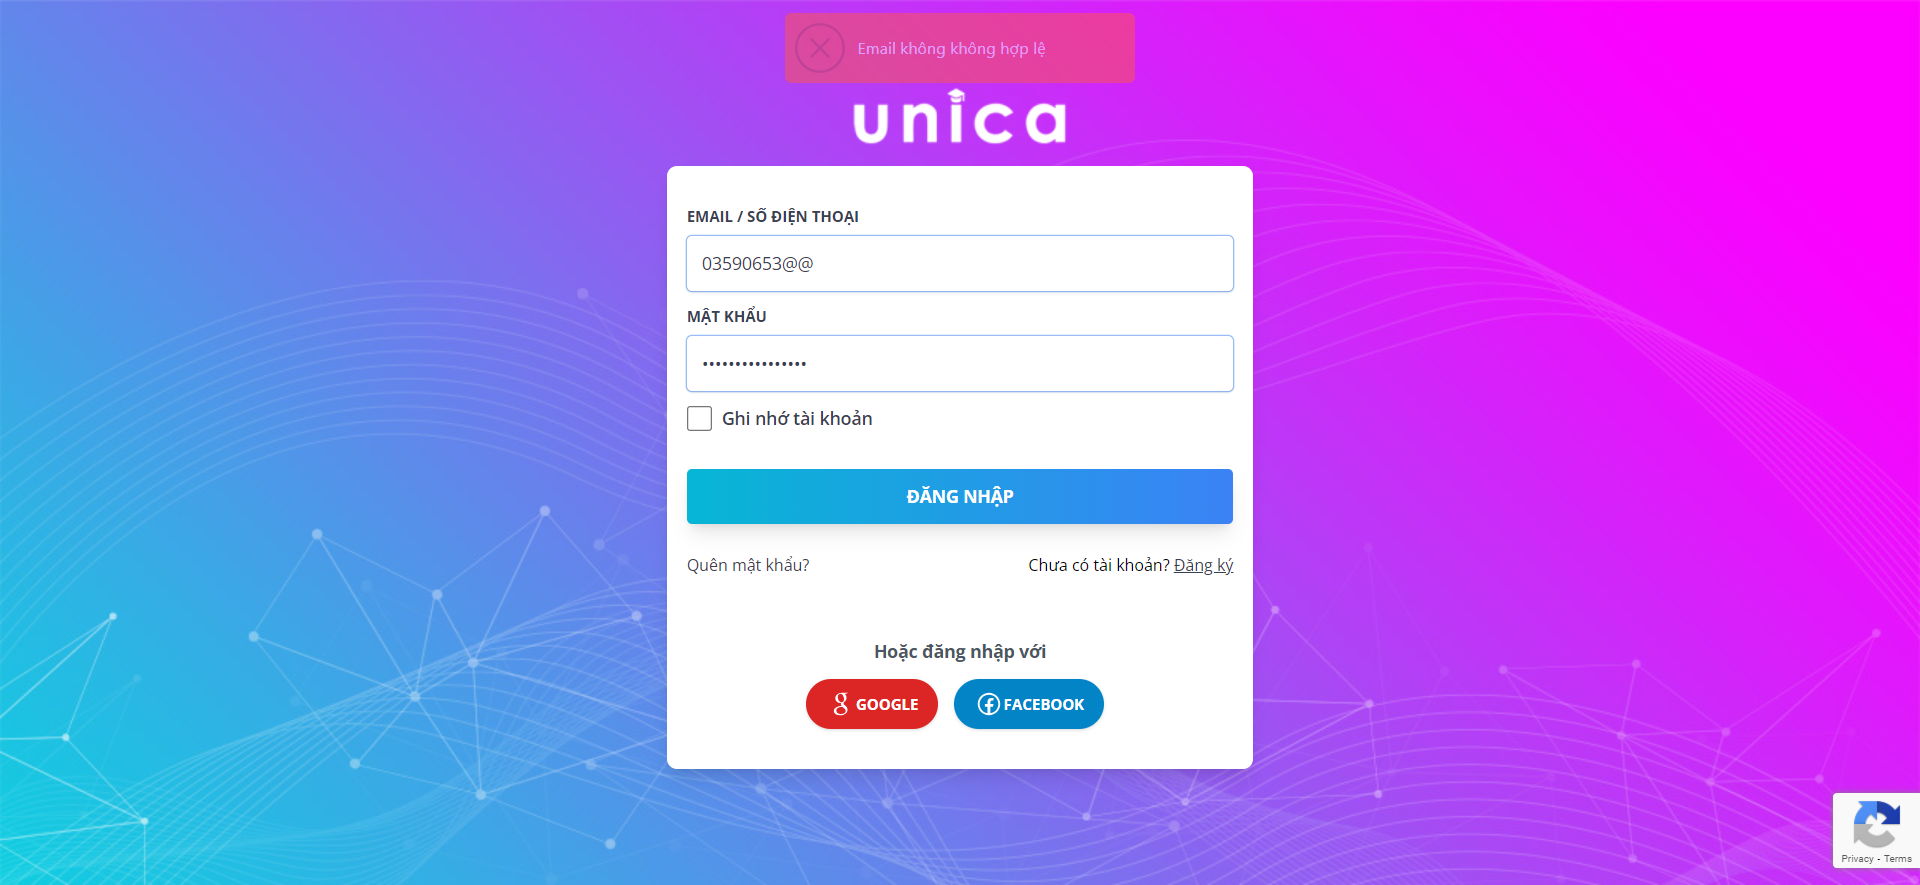 Email không không hợp lệ
unica
EMAIL / SỐ ĐIỆN THOẠI
03590653@@
MẬT KHẨU
••••••••••••••••
Ghi nhớ tài khoản
ĐĂNG NHẬP
Quên mật khẩu?
Chưa có tài khoản? Đăng ký
Hoặc đăng nhập với
GOOGLE
FACEBOOK
Privacy - Terms